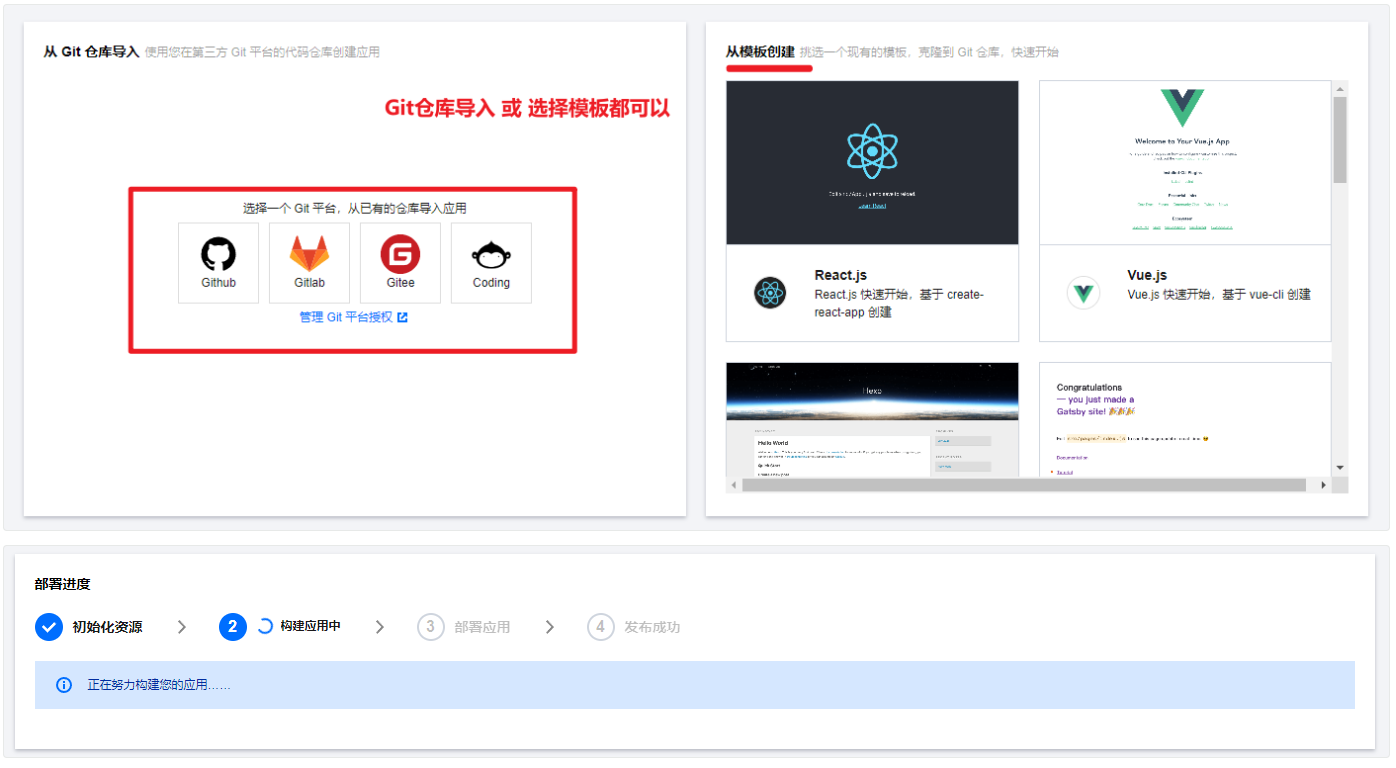 从 Git 仓库导入 使用您在第三方 Git 平台的代码仓库创建应用
Git仓库导入 或 选择模板都可以
选择一个 Git 平台，从已有的仓库导入应用
Github
Gitlab
Gitee
Coding
管理 Git 平台授权
从模板创建 挑选一个现有的模板，克隆到 Git 仓库，快速开始
and save to reload.
Learn React
React.js
React.js 快速开始，基于 create-
react-app 创建
Welcome to Your Vue.js App
Ecosystem
Vue.js
Vue.js 快速开始，基于 vue-cli 创建
Hexo
Hello World
Congratulations
— you just made a
Gatsby site!
Documentation
Tutorial
部署进度
初始化资源
2 构建应用中
3 部署应用
4 发布成功
正在努力构建您的应用……